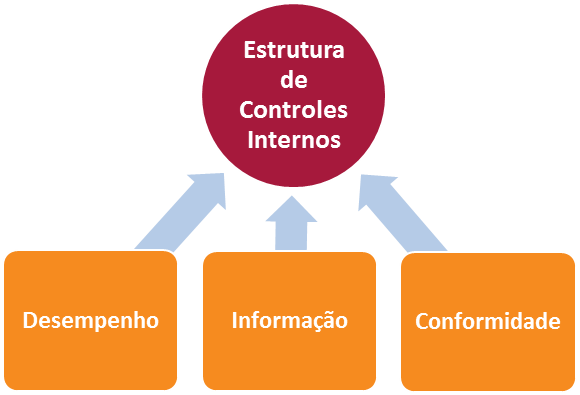 Estrutura
de
Controles
Internos
Desempenho
Informação
Conformidade